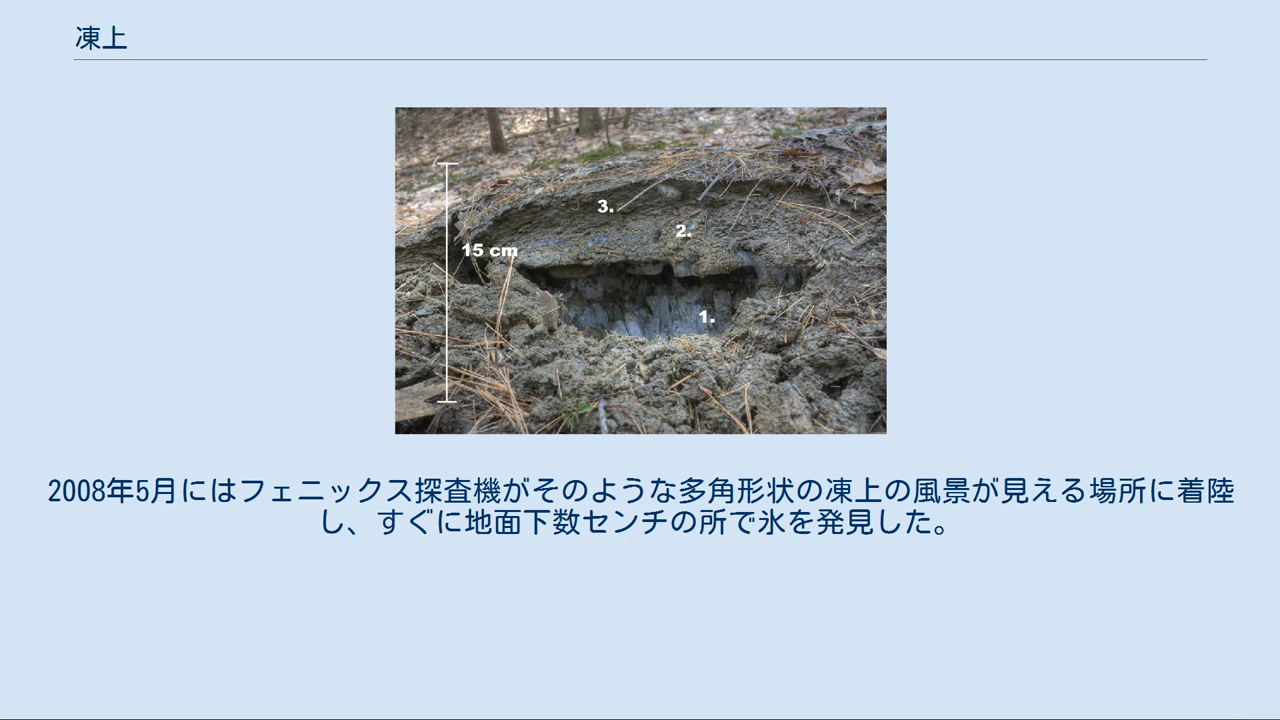 凍上
3.
2.
15 cm
1.
2008年5月にはフェニックス探査機がそのような多角形状の凍上の風景が見える場所に着陸
し、すぐに地面下数センチの所で氷を発見した。